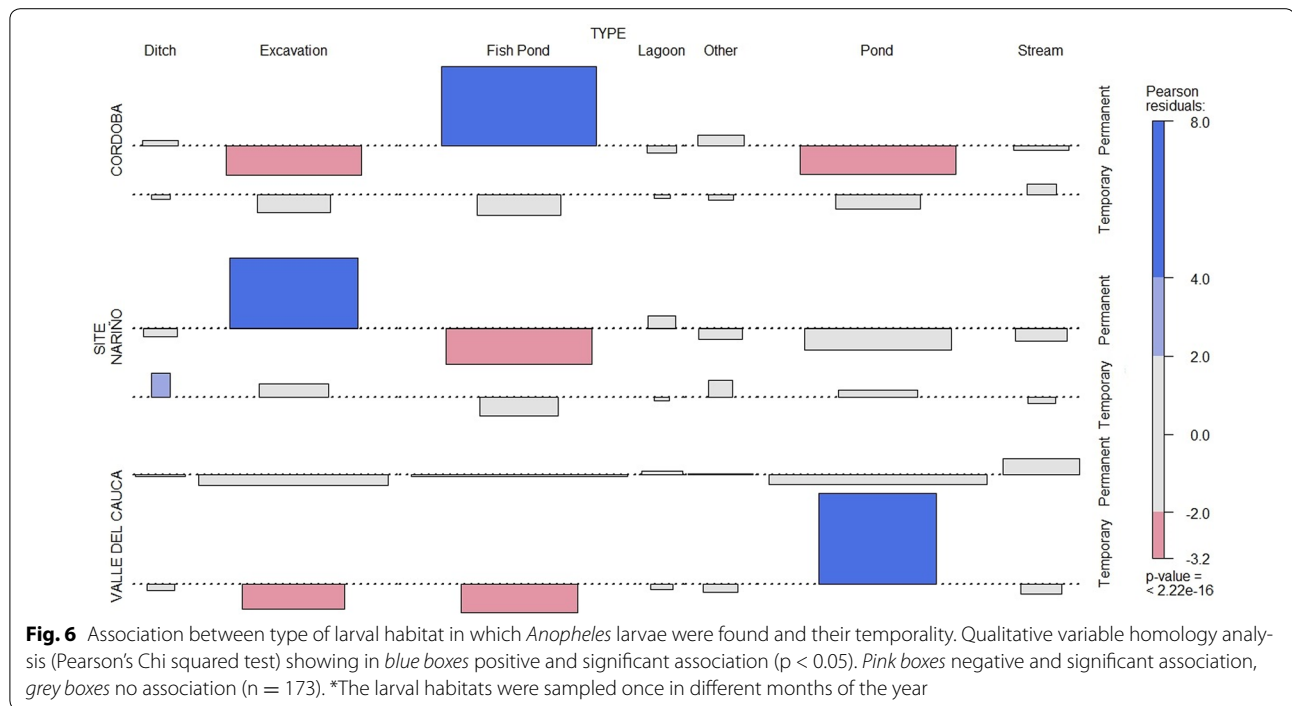 TYPE
Ditch Excavation Fish Pond Lagoon Other Pond Stream
CORDOBA
Permanent
Temporary
SITE
NARIÑO
Permanent
Temporary
VALLE DEL CAUCA
Permanent
Temporary
Pearson
residuals:
8.0
4.0
2.0
0.0
-2.0
-3.2
p-value =
< 2.22e-16
Fig. 6 Association between type of larval habitat in which Anopheles larvae were found and their temporality. Qualitative variable homology analy-
sis (Pearson’s Chi squared test) showing in blue boxes positive and significant association (p < 0.05). Pink boxes negative and significant association,
grey boxes no association (n = 173). *The larval habitats were sampled once in different months of the year